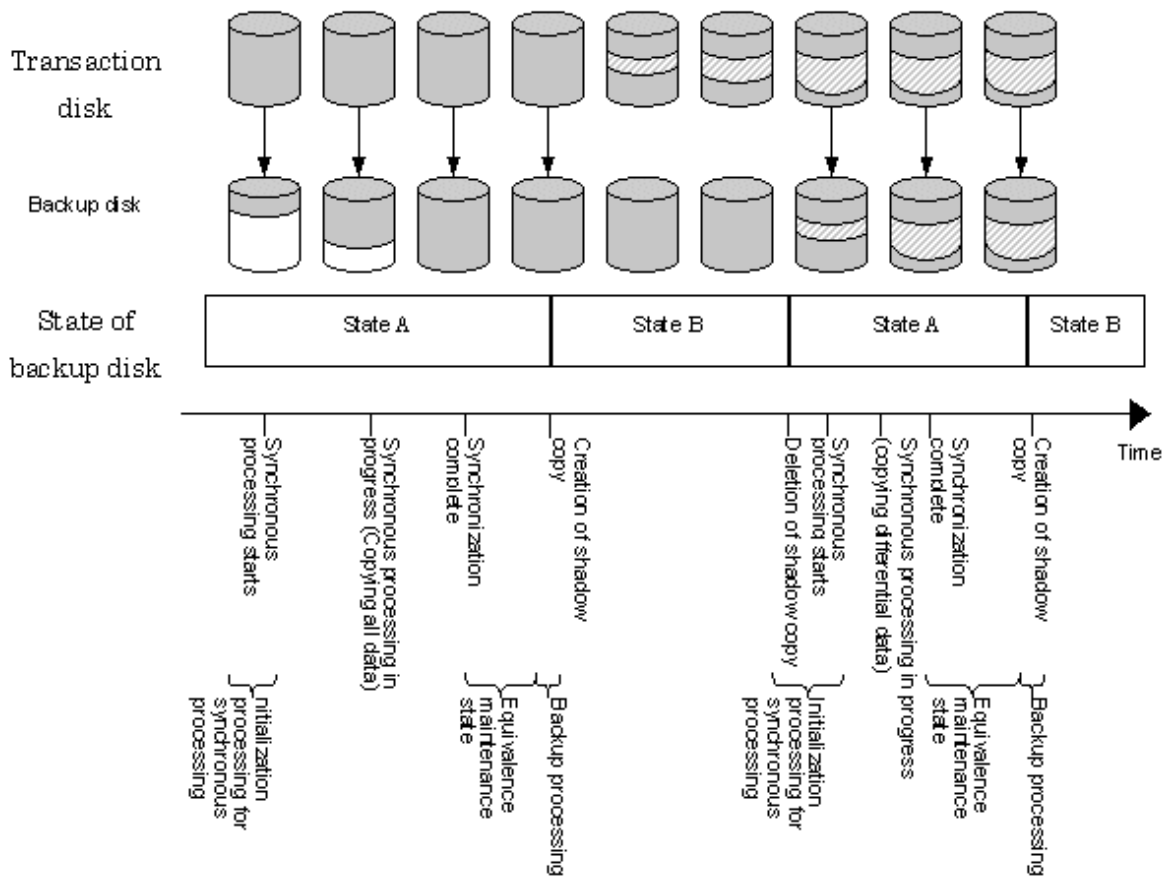 Transaction
disk
Backup disk
State of
backup disk
State A
State B
State A
State B
Time
Synchronous
processing starts
Synchronous processing in
progress (Copying all data)
Synchronization
complete
Creation of shadow
copy
Deletion of shadow copy
Synchronous
processing starts
Synchronous processing in progress
(copying differential data)
Synchronization
complete
Creation of shadow
copy
nitialization
processing for
synchronous
processing
Equivalence
maintenance
state
Backup processing
Initialization
processing for
synchronous
processing
Equivalence
maintenance
state
Backup processing